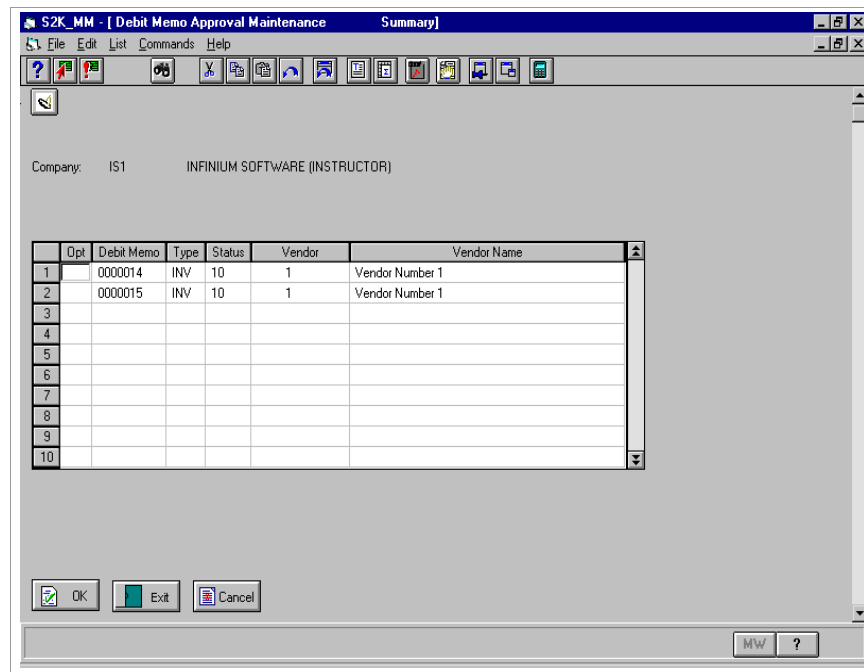 S2K_MM - [ Debit Memo Approval Maintenance Summary]
File Edit List Commands Help
Company: IS1 INFINIUM SOFTWARE (INSTRUCTOR)
Opt Debit Memo Type Status Vendor Vendor Name
1 0000014 INV 10 1 Vendor Number 1
2 0000015 INV 10 1 Vendor Number 1
3
4
5
6
7
8
9
10
OK Exit Cancel
MW ?